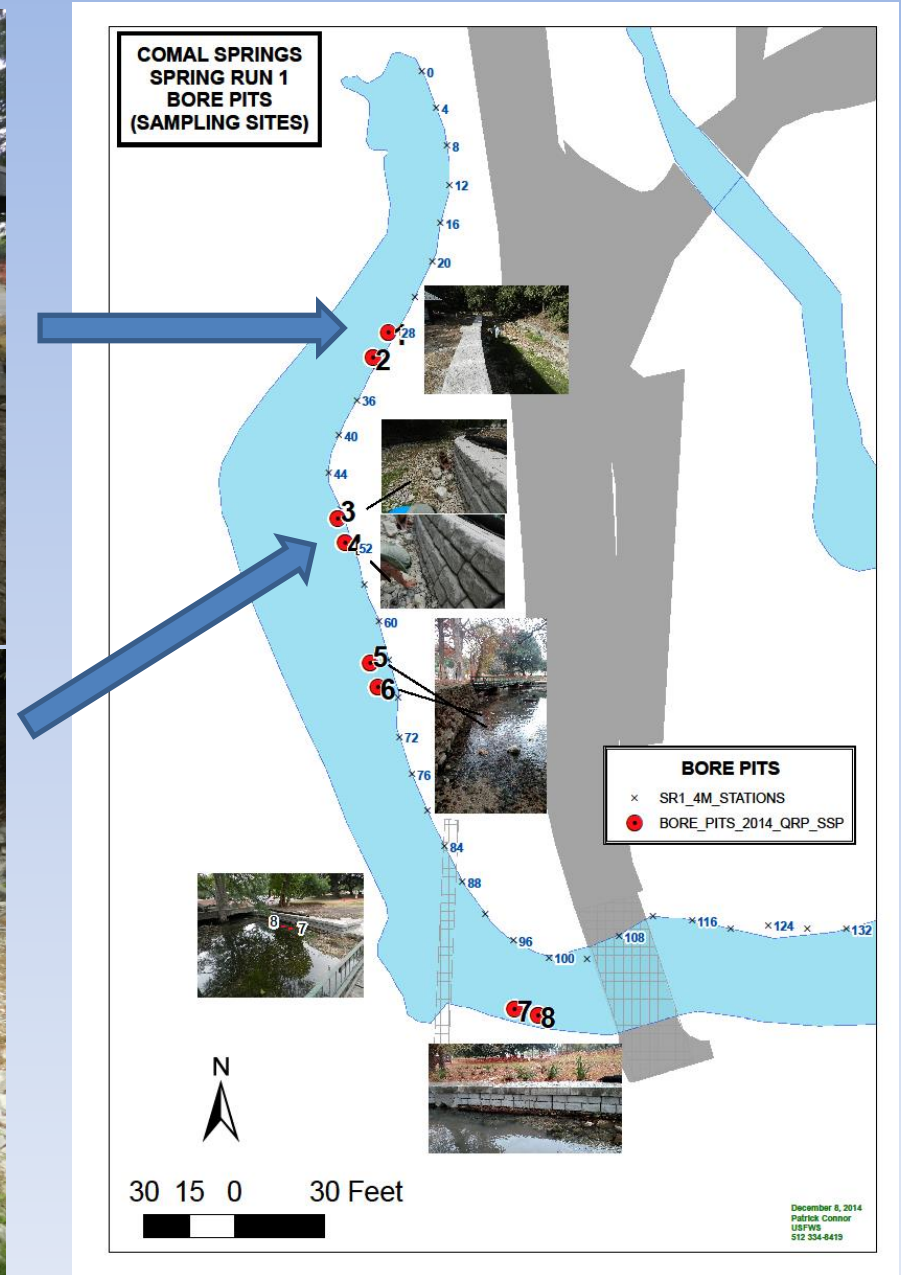 COMAL SPRINGS
SPRING RUN 1
BORE PITS
(SAMPLING SITES)
0
4
8
12
16
20
1
28
2
36
40
44
3
4
52
60
5
6
72
76
84
88
96
100
108
116
124
132
BORE PITS
SR1_4M_STATIONS
BORE_PITS_2014_QRP_SSP
8
7
7
8
N
30 15 0 30 Feet
December 8, 2014
Patrick Connor
USFWS
512 334-8419